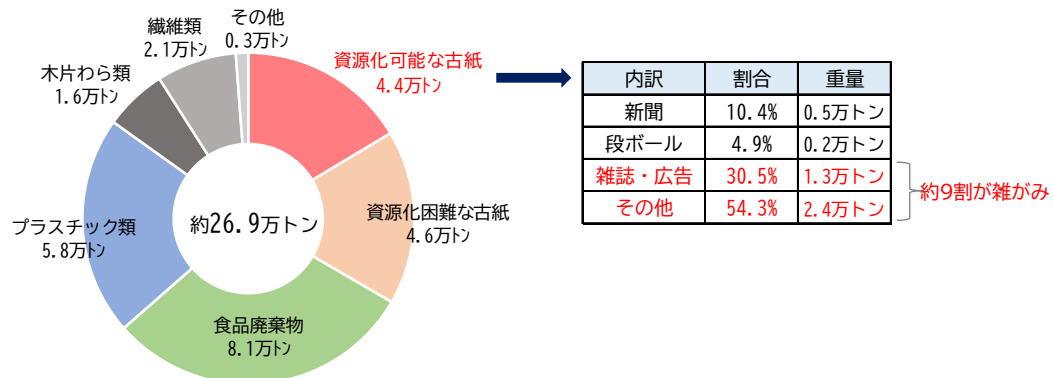 その他
0.3万トン
繊維類
2.1万トン
木片わら類
1.6万トン
プラスチック類
5.8万トン
約26.9万トン
食品廃棄物
8.1万トン
資源化困難な古紙
4.6万トン
資源化可能な古紙
4.4万トン
内訳 割合 重量
新聞 10.4% 0.5万トン
段ボール 4.9% 0.2万トン
雑誌・広告 30.5% 1.3万トン
その他 54.3% 2.4万トン
約9割が雑がみ